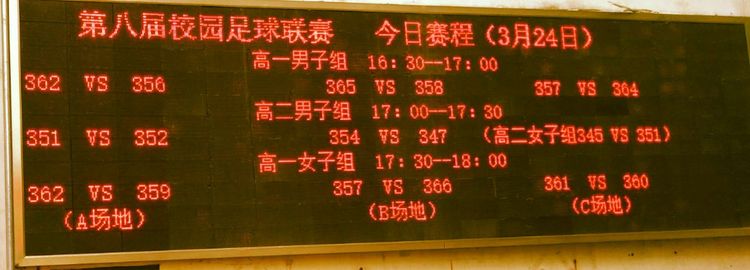 第八届校园足球联赛 今日赛程（3月24日）
高一男子组 16：30--17：00
362 VS 356 365 VS 358 357 VS 364
高二男子组 17：00--17：30
351 VS 352 354 VS 347 （高二女子组345 VS 351）
高一女子组 17：30--18：00
362 VS 359 357 VS 366 361 VS 360
（A场地） （B场地） （C场地）